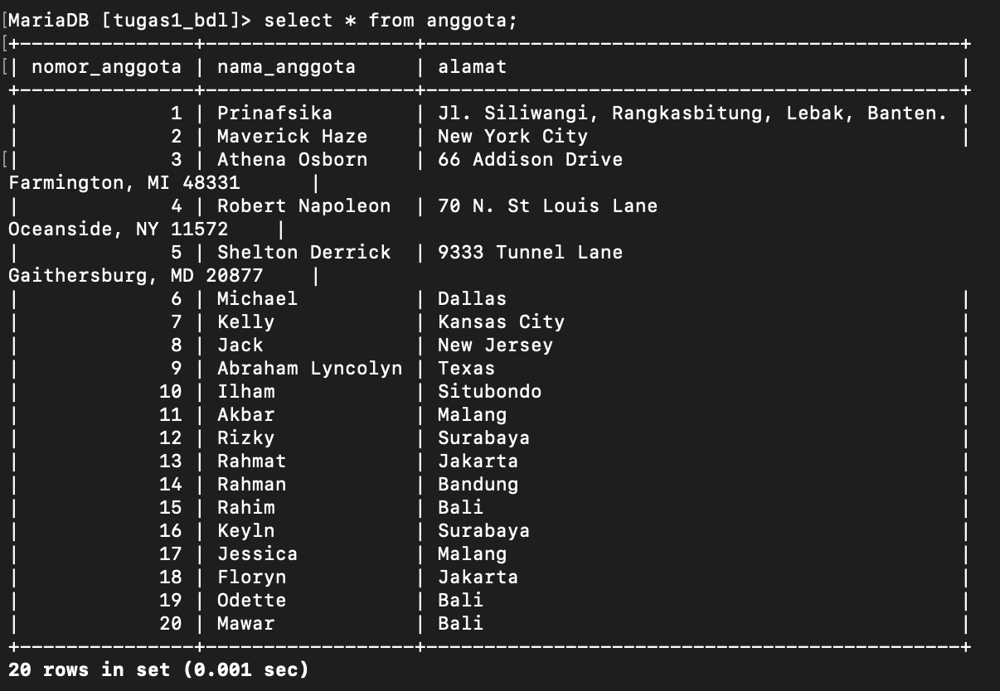 [MariaDB [tugas1_bdl]> select * from anggota;
[+----------------+------------------+----------------------------------------------+
[| nomor_anggota | nama_anggota | alamat |
+----------------+------------------+----------------------------------------------+
| 1 | Prinafsika | Jl. Siliwangi, Rangkasbitung, Lebak, Banten. |
| 2 | Maverick Haze | New York City |
[| 3 | Athena Osborn | 66 Addison Drive
Farmington, MI 48331 |
| 4 | Robert Napoleon | 70 N. St Louis Lane
Oceanside, NY 11572 |
| 5 | Shelton Derrick | 9333 Tunnel Lane
Gaithersburg, MD 20877 |
| 6 | Michael | Dallas |
| 7 | Kelly | Kansas City |
| 8 | Jack | New Jersey |
| 9 | Abraham Lyncolyn | Texas |
| 10 | Ilham | Situbondo |
| 11 | Akbar | Malang |
| 12 | Rizky | Surabaya |
| 13 | Rahmat | Jakarta |
| 14 | Rahman | Bandung |
| 15 | Rahim | Bali |
| 16 | Keyln | Surabaya |
| 17 | Jessica | Malang |
| 18 | Floryn | Jakarta |
| 19 | Odette | Bali |
| 20 | Mawar | Bali |
+----------------+------------------+----------------------------------------------+
20 rows in set (0.001 sec)